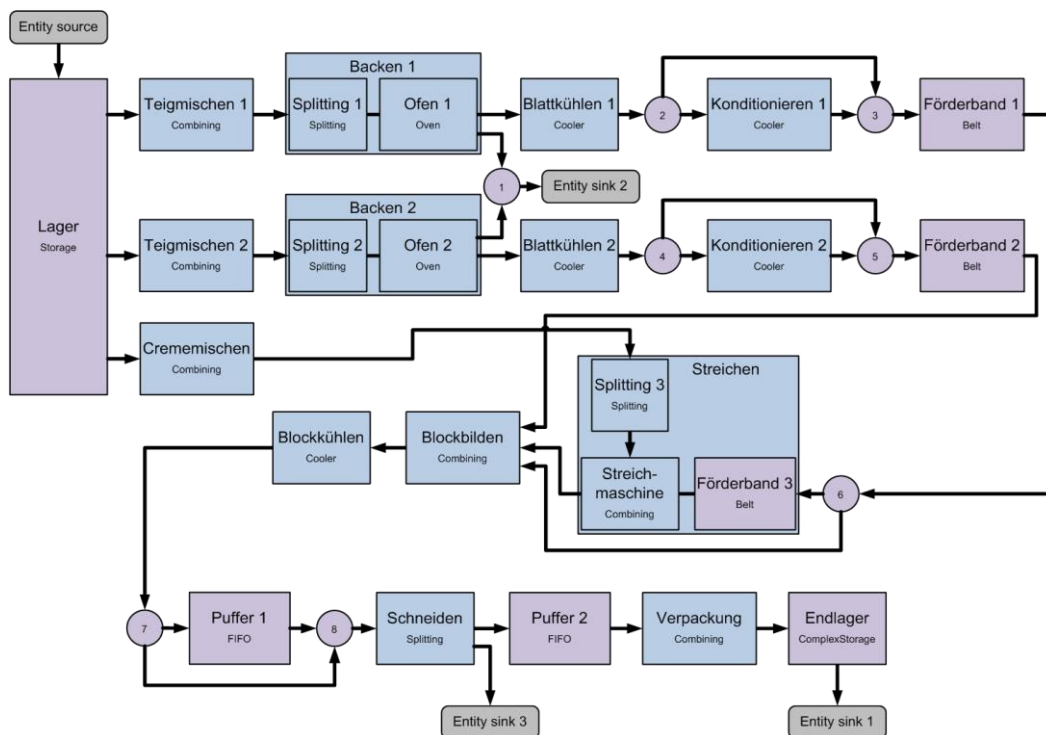 Entity source
Backen 1
Teigmischen 1
Combining
Splitting 1
Splitting
Ofen 1
Oven
Blattkühlen 1
Cooler
2
Konditionieren 1
Cooler
3
Förderband 1
Belt
1
Entity sink 2
Lager
Storage
Backen 2
Teigmischen 2
Combining
Splitting 2
Splitting
Ofen 2
Oven
Blattkühlen 2
Cooler
4
Konditionieren 2
Cooler
5
Förderband 2
Belt
Crememischen
Combining
Streichen
Splitting 3
Splitting
Blockkühlen
Cooler
Blockbilden
Combining
Streich-
maschine
Combining
Förderband 3
Belt
6
7
Puffer 1
FIFO
8
Schneiden
Splitting
Puffer 2
FIFO
Verpackung
Combining
Endlager
ComplexStorage
Entity sink 3
Entity sink 1